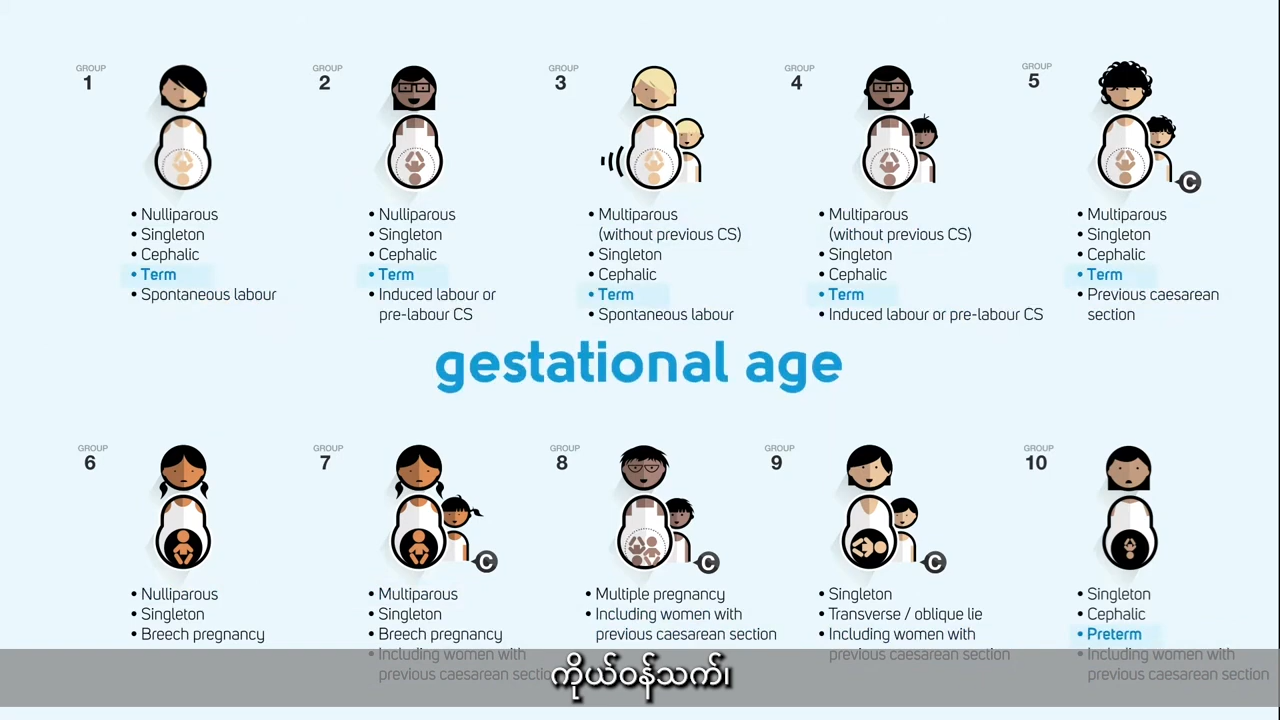 GROUP
1
• Nulliparous
• Singleton
• Cephalic
• Term
• Spontaneous labour
GROUP
2
• Nulliparous
• Singleton
• Cephalic
• Term
• Induced labour or
pre-labour CS
GROUP
3
• Multiparous
(without previous CS)
• Singleton
• Cephalic
• Term
• Spontaneous labour
GROUP
4
• Multiparous
(without previous CS)
• Singleton
• Cephalic
• Term
• Induced labour or pre-labour CS
GROUP
5
C
• Multiparous
• Singleton
• Cephalic
• Term
• Previous caesarean
section
gestational age
GROUP
6
• Nulliparous
• Singleton
• Breech pregnancy
GROUP
7
C
• Multiparous
• Singleton
• Breech pregnancy
• Including women with
previous caesarean section
GROUP
8
C
• Multiple pregnancy
• Including women with
previous caesarean section
GROUP
9
C
• Singleton
• Transverse / oblique lie
• Including women with
previous caesarean section
GROUP
10
• Singleton
• Cephalic
• Preterm
• Including women with
previous caesarean section
ကိုယ်ဝန်သက်၊